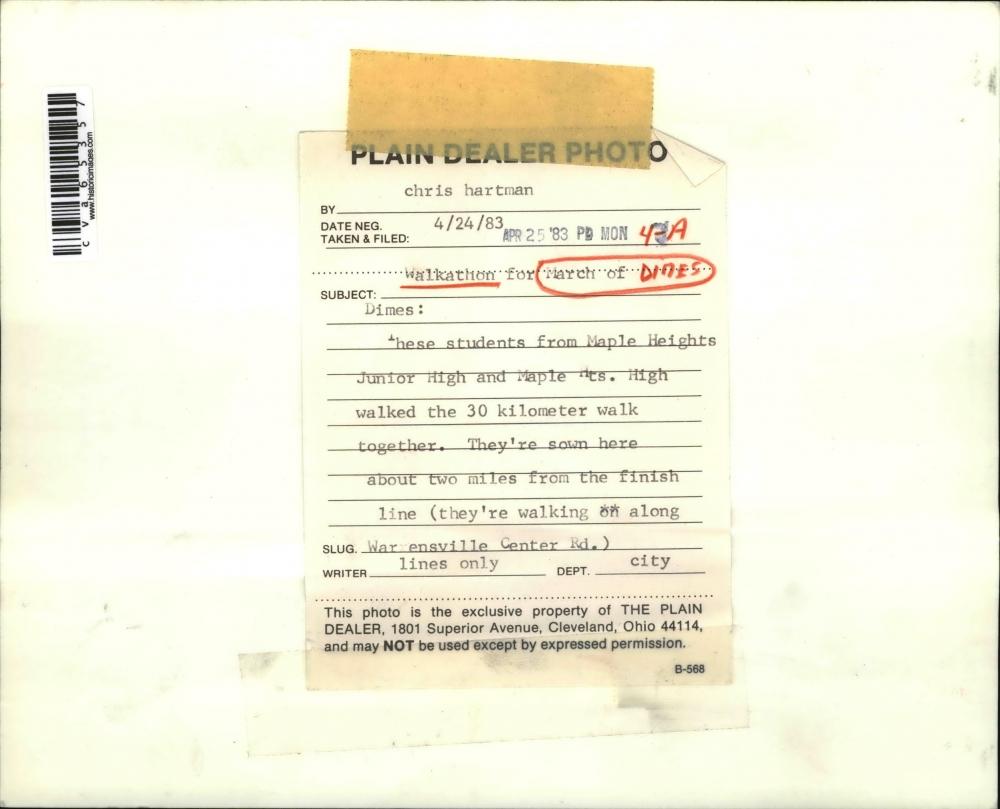 PLAIN DEALER PHOTO
chris hartman
BY
DATE NEG. 4/24/83
TAKEN & FILED: APR 25 '83 PD MON 4-A
Walkathon for March of DIMES
SUBJECT:
Dimes:
These students from Maple Heights
Junior High and Maple Hts. High
walked the 30 kilometer walk
together. They're sown here
about two miles from the finish
line (they're walking along
SLUG. War ensville Center Rd.)
WRITER lines only DEPT. city
This photo is the exclusive property of THE PLAIN
DEALER, 1801 Superior Avenue, Cleveland, Ohio 44114,
and may NOT be used except by expressed permission.
B-568
cva65357
www.historicimages.com